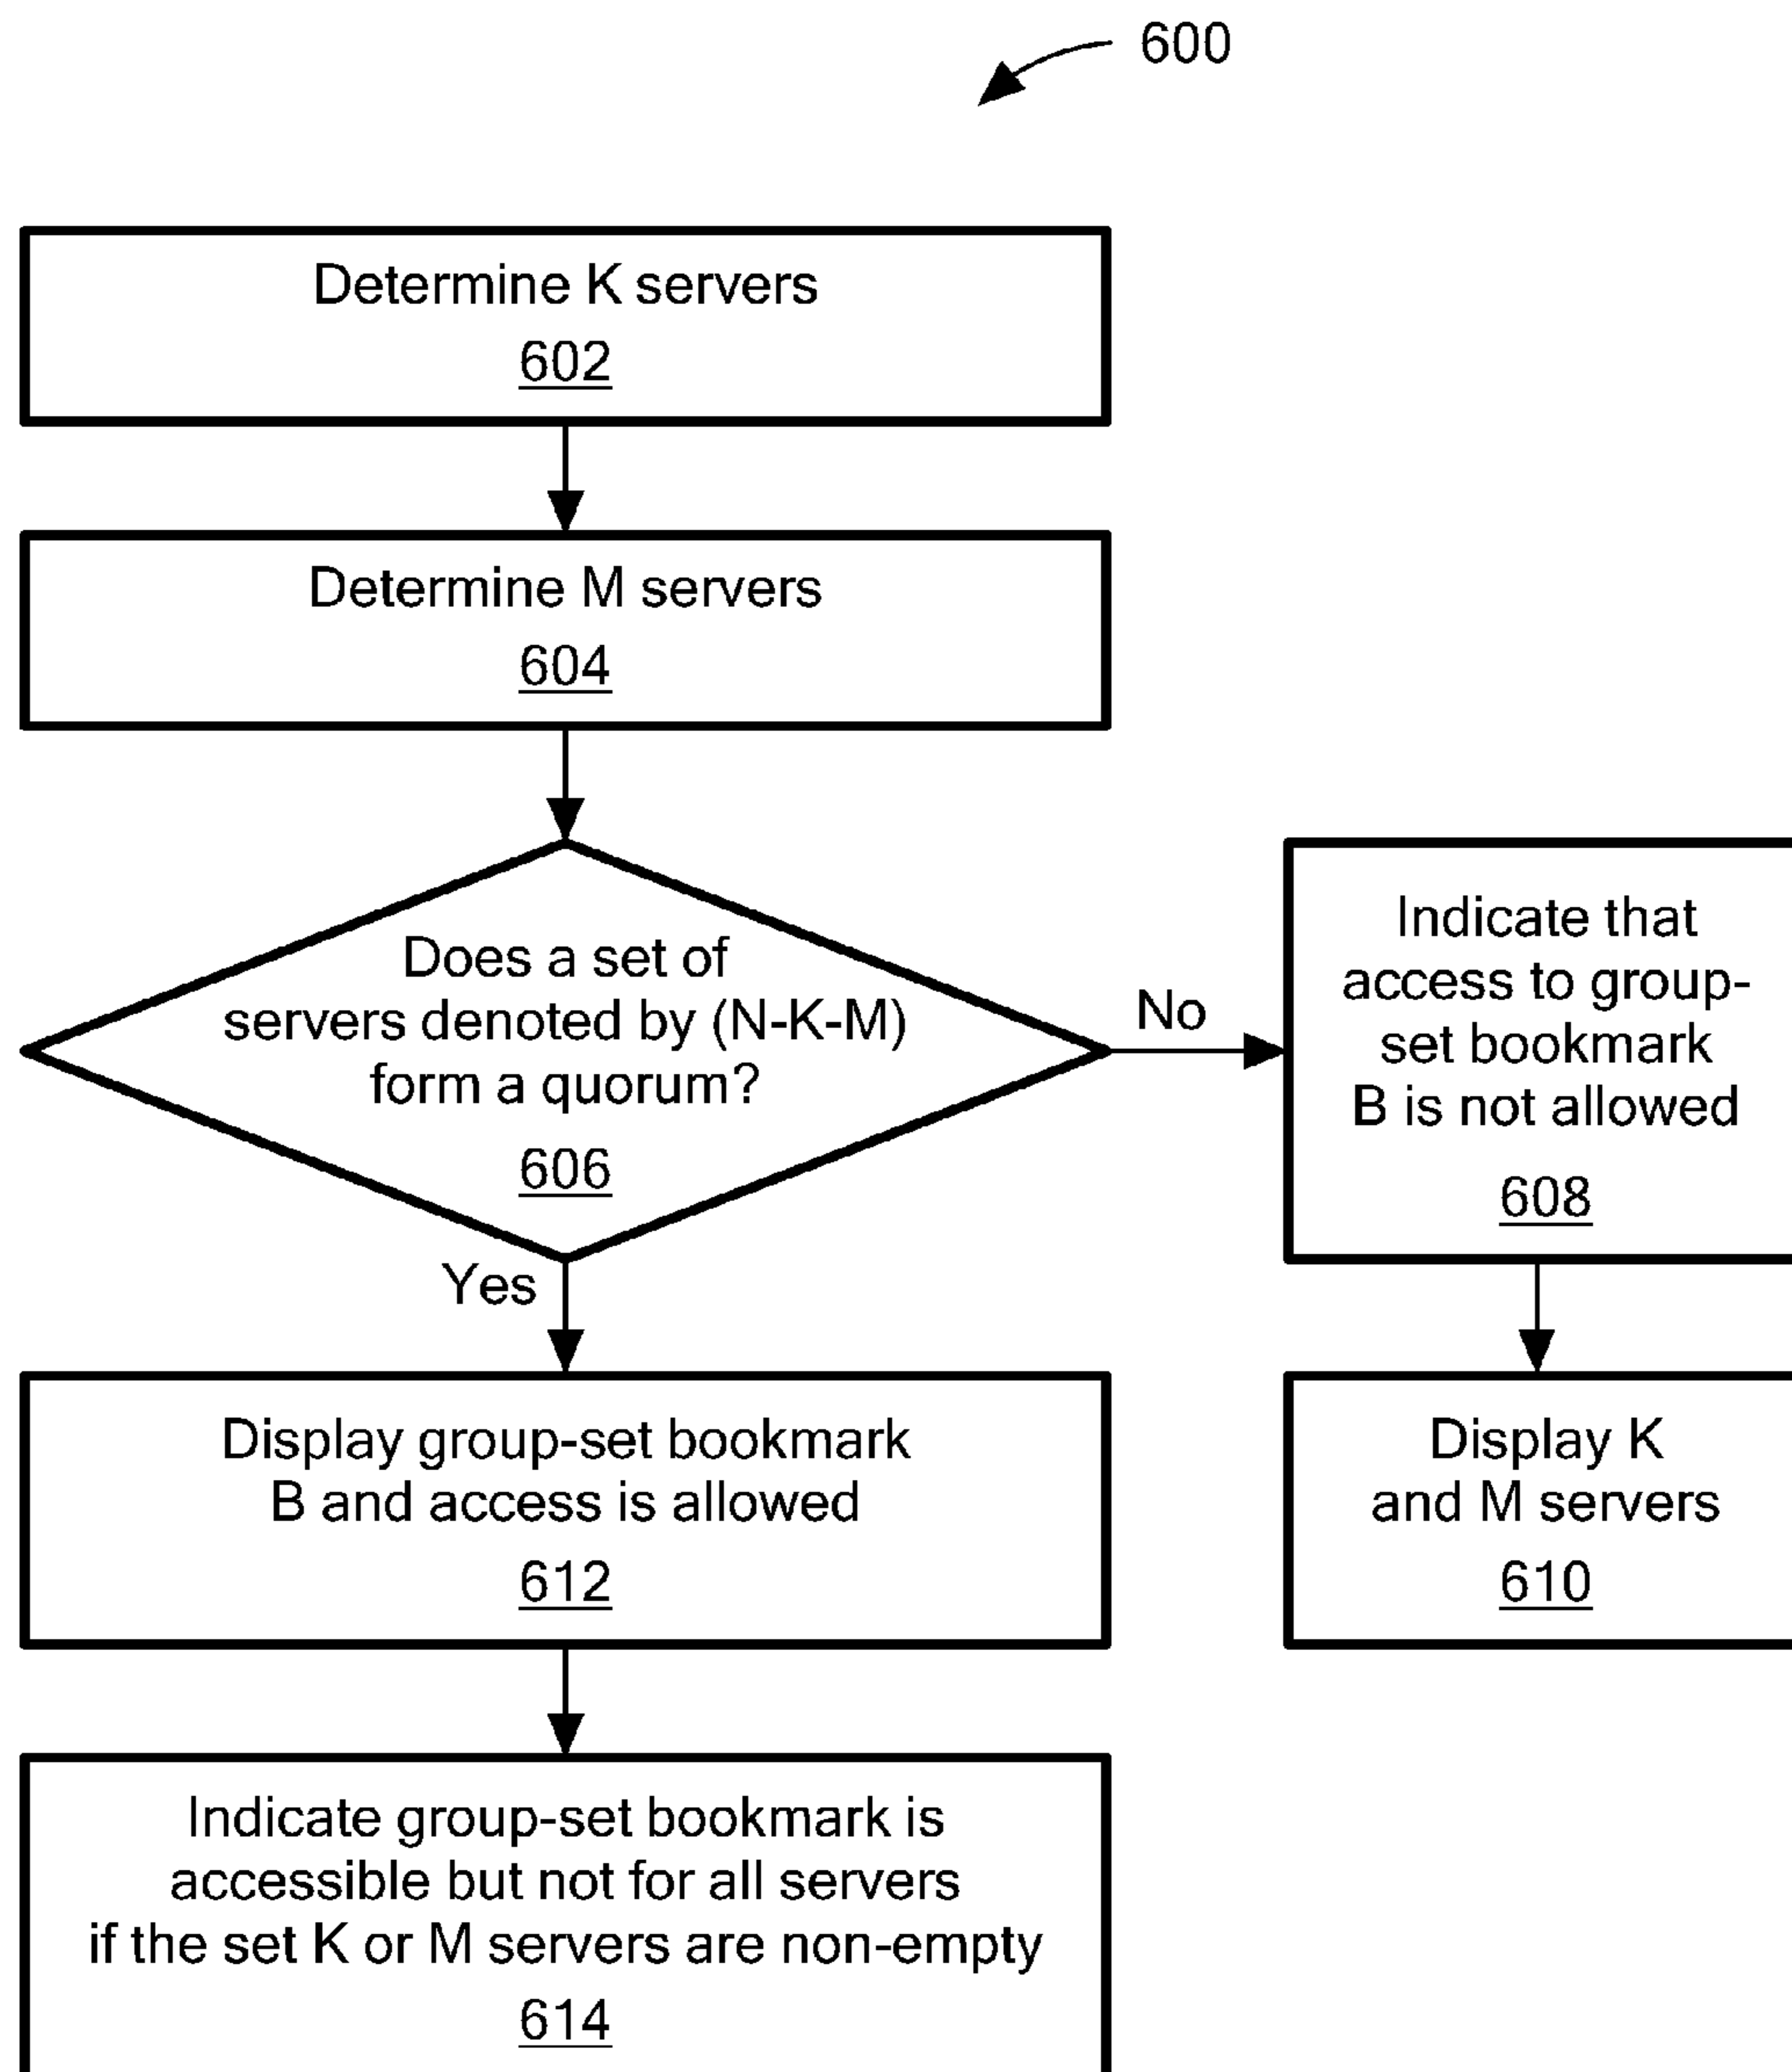 600
Determine K servers
602
Determine M servers
604
Does a set of
servers denoted by (N-K-M)
form a quorum?
606
No
Indicate that
access to group-
set bookmark
B is not allowed
608
Yes
Display group-set bookmark
B and access is allowed
612
Display K
and M servers
610
Indicate group-set bookmark is
accessible but not for all servers
if the set K or M servers are non-empty
614